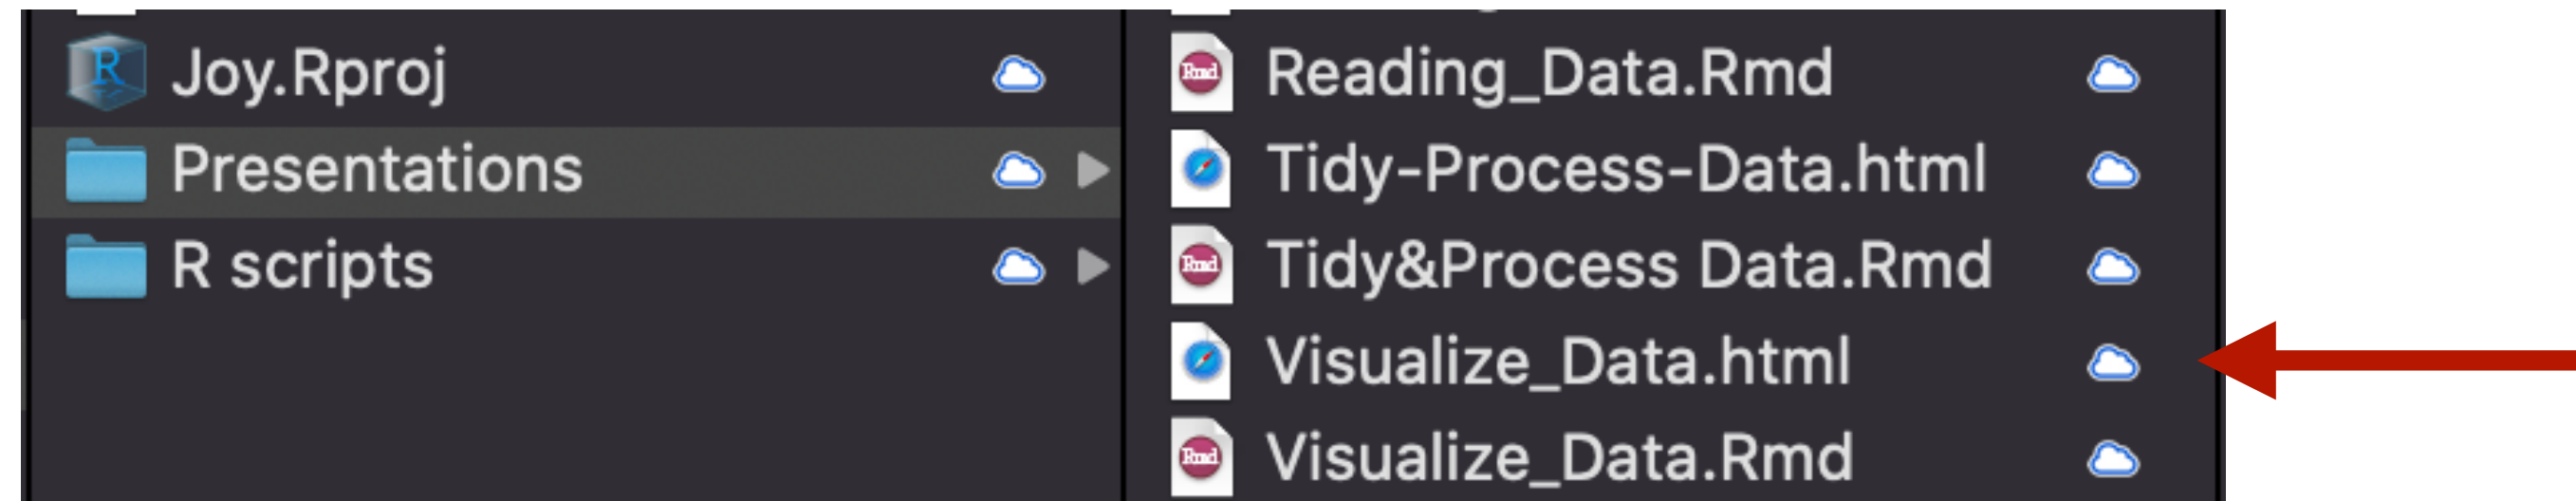 Joy.Rproj
Presentations
R scripts
Reading_Data.Rmd
Tidy-Process-Data.html
Tidy&Process Data.Rmd
Visualize_Data.html
Visualize_Data.Rmd